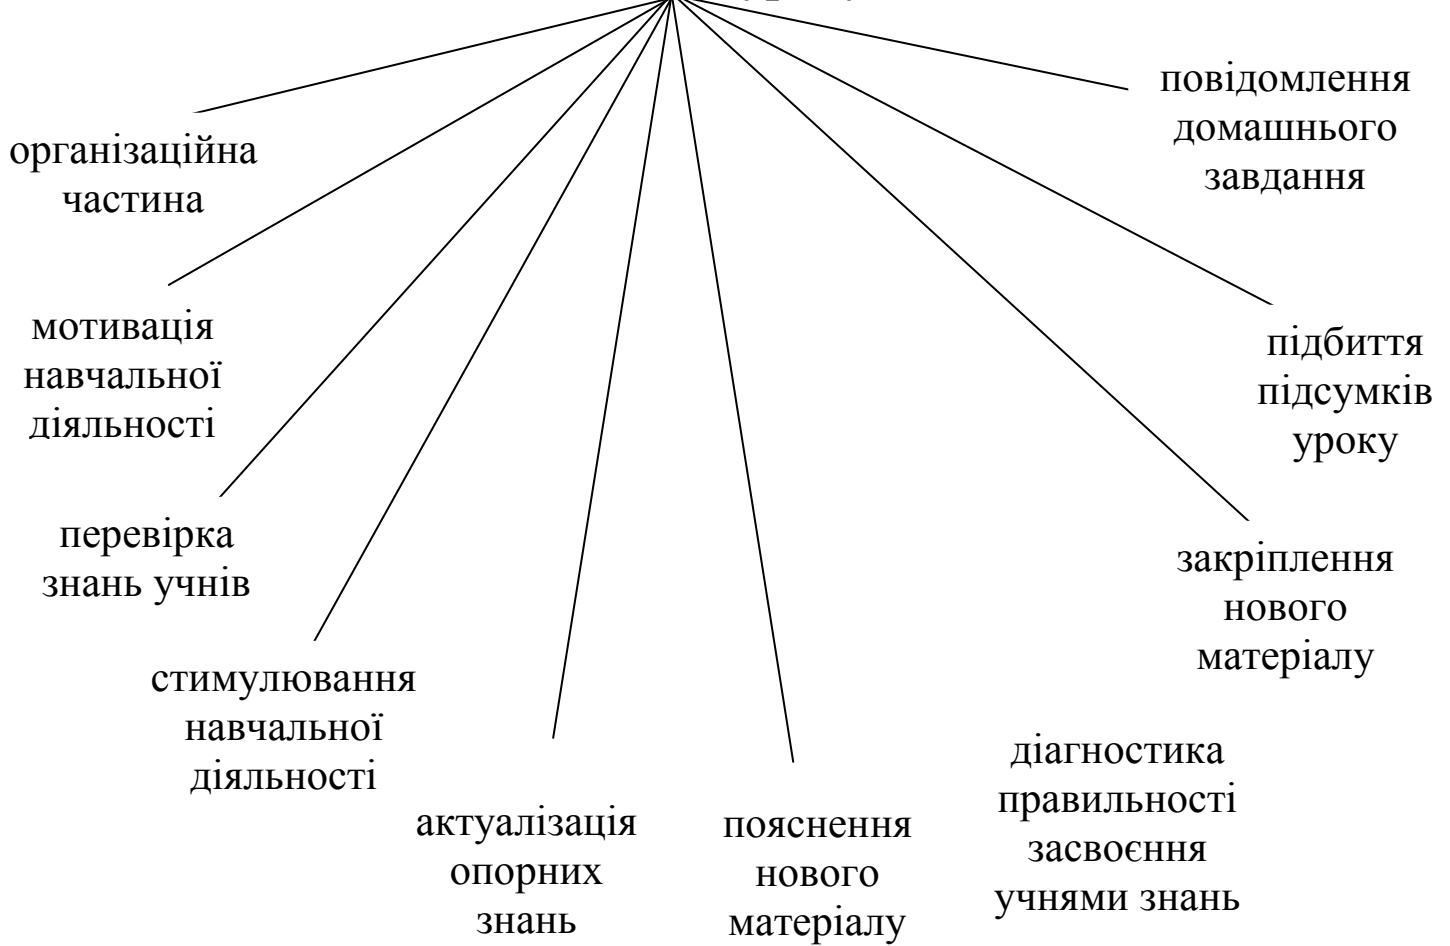 організаційна
частина
мотивація
навчальної
діяльності
перевірка
знань учнів
стимулювання
навчальної
діяльності
актуалізація
опорних
знань
пояснення
нового
матеріалу
діагностика
правильності
засвоєння
учнями знань
закріплення
нового
матеріалу
підбиття
підсумків
уроку
повідомлення
домашнього
завдання